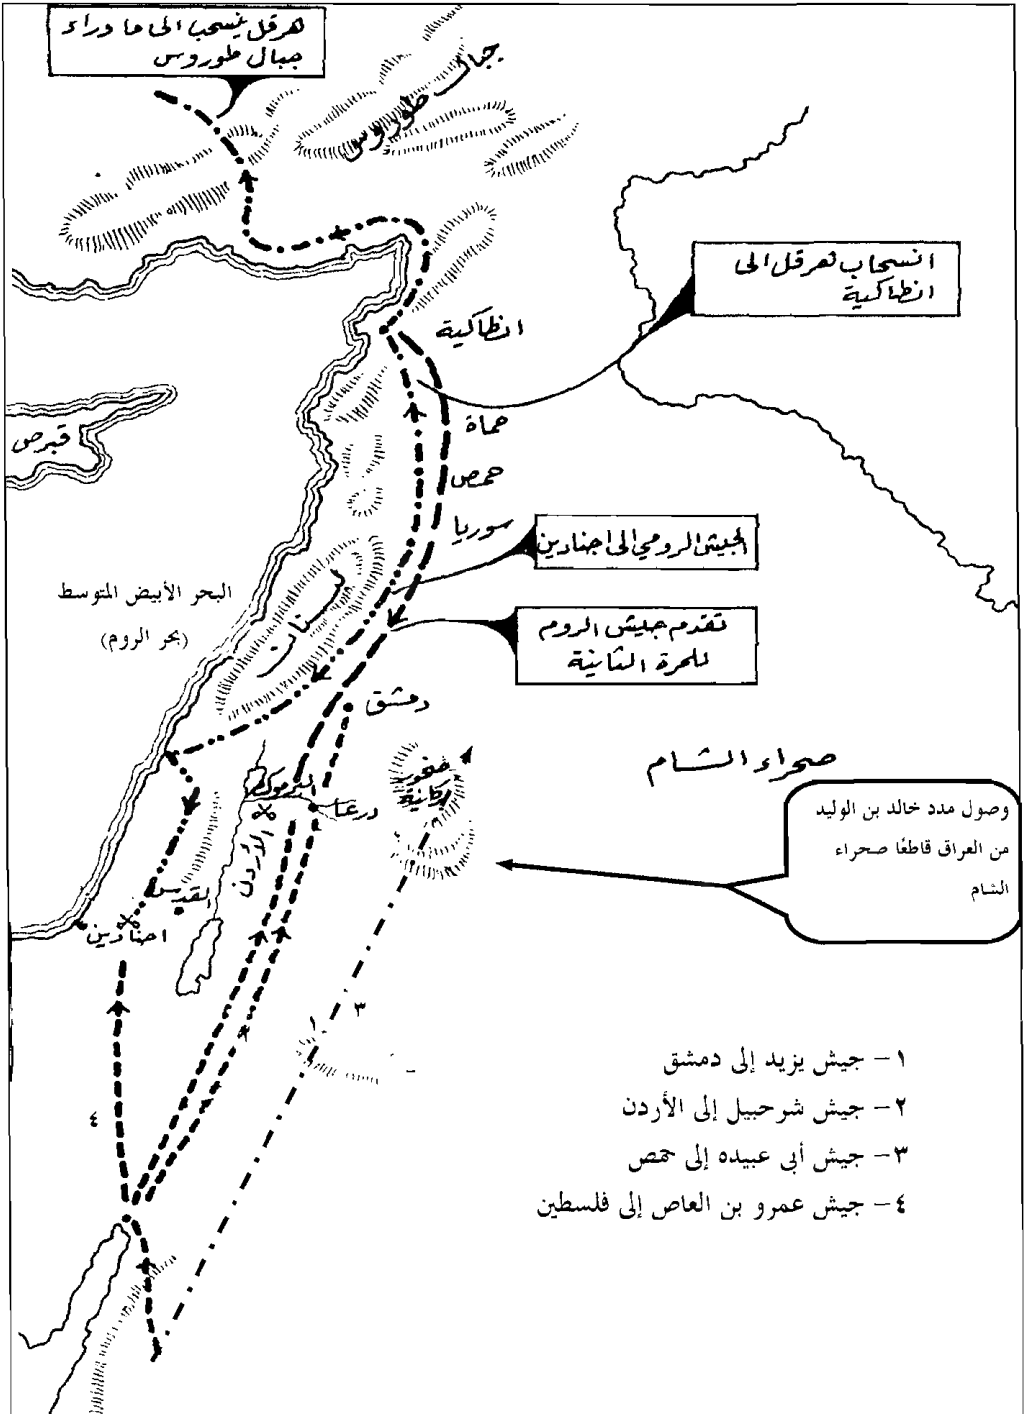 هرقل ينسحب الى ما وراء
جبال طوروس
جبال طوروس
انسحاب هرقل الى
انطاكية
انطاكية
حماة
قبرص
حمص
سوريا
الجيش الرومي الى اجنادين
لبنان
البحر الأبيض المتوسط
(بحر الروم)
تقدم جيش الروم
للمرة الثانية
دمشق
صحراء الشام
صخور
بركانية
اليرموك
درعا
الأردن
وصول مدد خالد بن الوليد
من العراق قاطعًا صحراء
الشام
القدس
اجنادين
٣
١
٤
١- جيش يزيد إلى دمشق
٢- جيش شرحبيل إلى الأردن
٣- جيش أبى عبيده إلى حمص
٤- جيش عمرو بن العاص إلى فلسطين